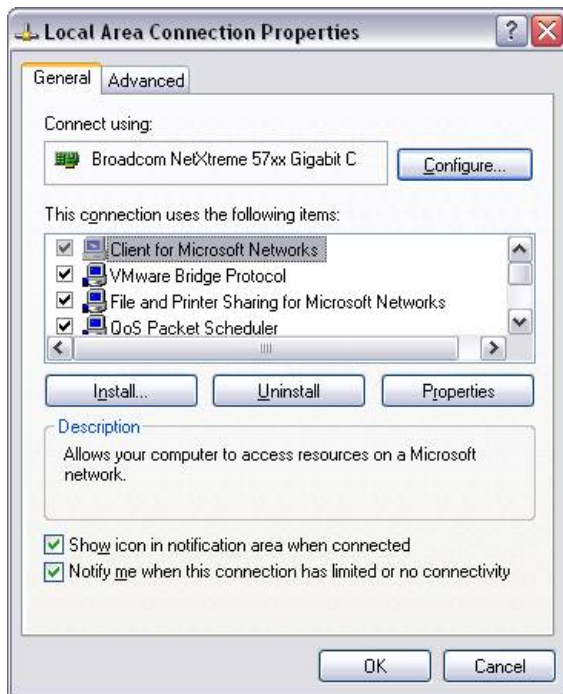 Local Area Connection Properties
General Advanced
Connect using:
Broadcom NetXtreme 57xx Gigabit C
Configure...
This connection uses the following items:
Client for Microsoft Networks
VMware Bridge Protocol
File and Printer Sharing for Microsoft Networks
QoS Packet Scheduler
Install... Uninstall Properties
Description
Allows your computer to access resources on a Microsoft
network.
Show icon in notification area when connected
Notify me when this connection has limited or no connectivity
OK Cancel